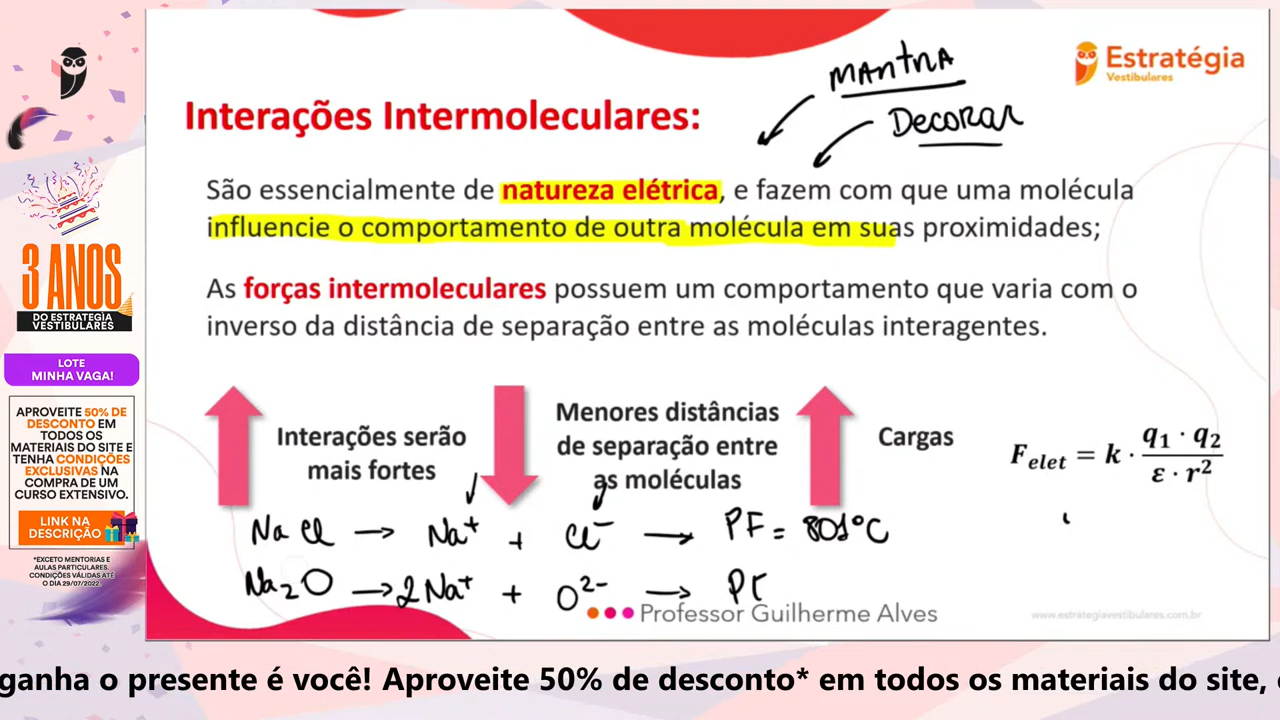 MANTRA
Decorar
Estratégia
Vestibulares
Interações Intermoleculares:
São essencialmente de natureza elétrica, e fazem com que uma molécula
influencie o comportamento de outra molécula em suas proximidades;
As forças intermoleculares possuem um comportamento que varia com o
inverso da distância de separação entre as moléculas interagentes.
Interações serão
mais fortes
Menores distâncias
de separação entre
as moléculas
Cargas
F_elet = k · (q₁ · q₂)/(ε · r²)
NaCl → Na⁺ + Cl⁻ → PF = 801°C
Na₂O → 2Na⁺ + O²⁻ →
Professor Guilherme Alves
www.estrategiavestibulares.com.br
3 ANOS
DO ESTRATEGIA
VESTIBULARES
LOTE
MINHA VAGA!
APROVEITE 50% DE
DESCONTO EM
TODOS OS
MATERIAIS DO SITE E
TENHA CONDIÇÕES
EXCLUSIVAS NA
COMPRA DE UM
CURSO EXTENSIVO.
LINK NA
DESCRIÇÃO
*EXCETO MENTORIAS E
AULAS PARTICULARES.
CONDIÇÕES VÁLIDAS ATÉ
O DIA 29/07/2022.
ganha o presente é você! Aproveite 50% de desconto* em todos os materiais do site,